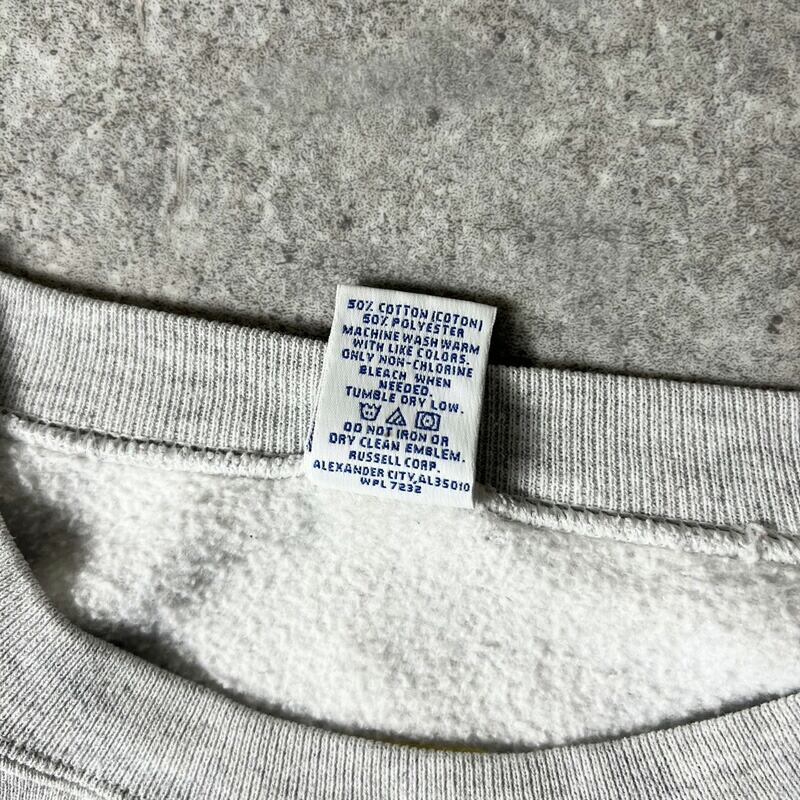 50% COTTON (COTON)
50% POLYESTER
MACHINE WASH WARM
WITH LIKE COLORS.
ONLY NON-CHLORINE
BLEACH WHEN
NEEDED.
TUMBLE DRY LOW.
DO NOT IRON OR
DRY CLEAN EMBLEM.
RUSSELL CORP.
ALEXANDER CITY, AL35010
WPL 7232